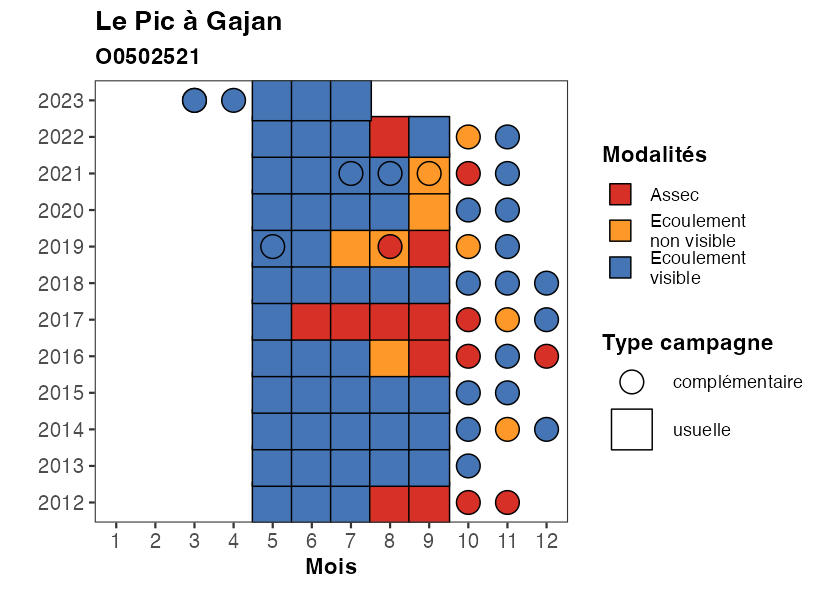 Le Pic à Gajan
O0502521
2023
2022
2021
2020
2019
2018
2017
2016
2015
2014
2013
2012
1 2 3 4 5 6 7 8 9 10 11 12
Mois
Modalités
Assec
Ecoulement
non visible
Ecoulement
visible
Type campagne
complémentaire
usuelle